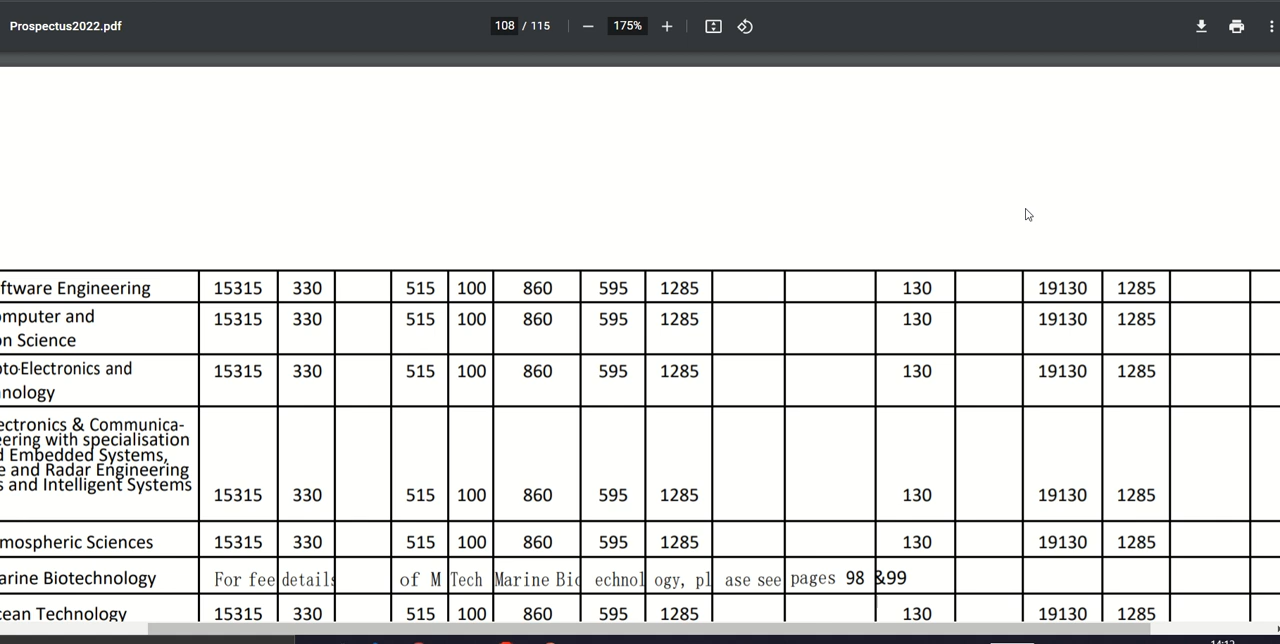 Prospectus2022.pdf 108 / 115 175%
ftware Engineering 15315 330 515 100 860 595 1285 130 19130 1285
mputer and 15315 330 515 100 860 595 1285 130 19130 1285
on Science
oto-Electronics and 15315 330 515 100 860 595 1285 130 19130 1285
nology
ectronics & Communica-
eering with specialisation
d Embedded Systems,
e and Radar Engineering
s and Intelligent Systems
15315 330 515 100 860 595 1285 130 19130 1285
mospheric Sciences 15315 330 515 100 860 595 1285 130 19130 1285
arine Biotechnology For fee details of M Tech Marine Bio echnol ogy, pl ase see pages 98 &99
cean Technology 15315 330 515 100 860 595 1285 130 19130 1285